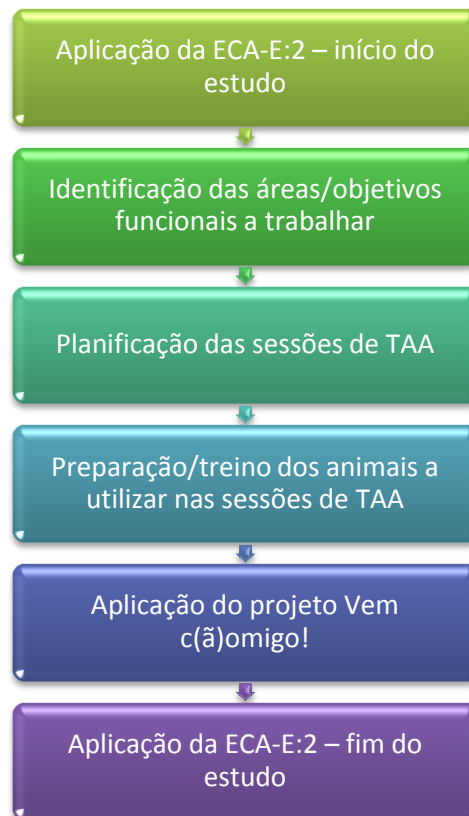 Aplicação da ECA-E:2 – início do
estudo
Identificação das áreas/objetivos
funcionais a trabalhar
Planificação das sessões de TAA
Preparação/treino dos animais a
utilizar nas sessões de TAA
Aplicação do projeto Vem
c(ã)omigo!
Aplicação da ECA-E:2 – fim do
estudo